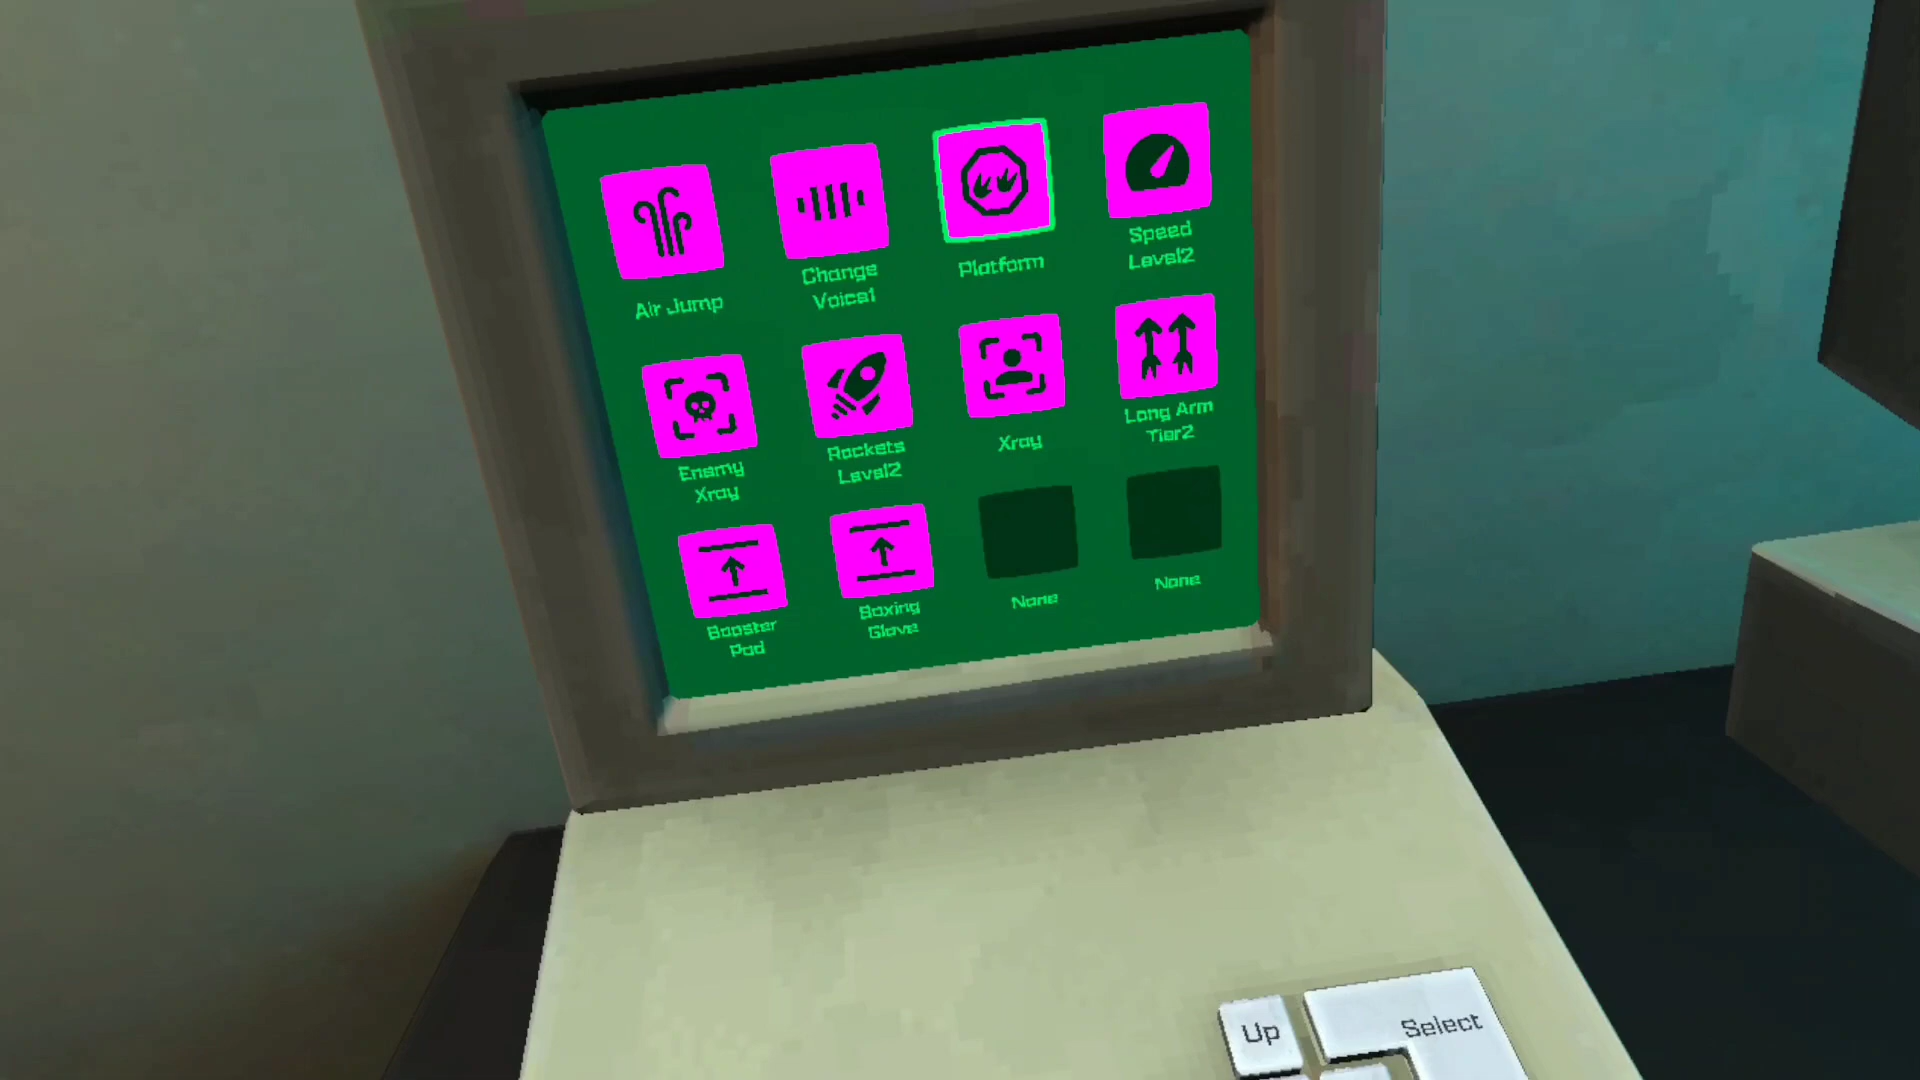 Air Jump
Change
Voice1
Platform
Speed
Level2
Enemy
Xray
Rockets
Level2
Xray
Long Arm
Tier2
Booster
Pad
Boxing
Glove
None
None
Up
Select